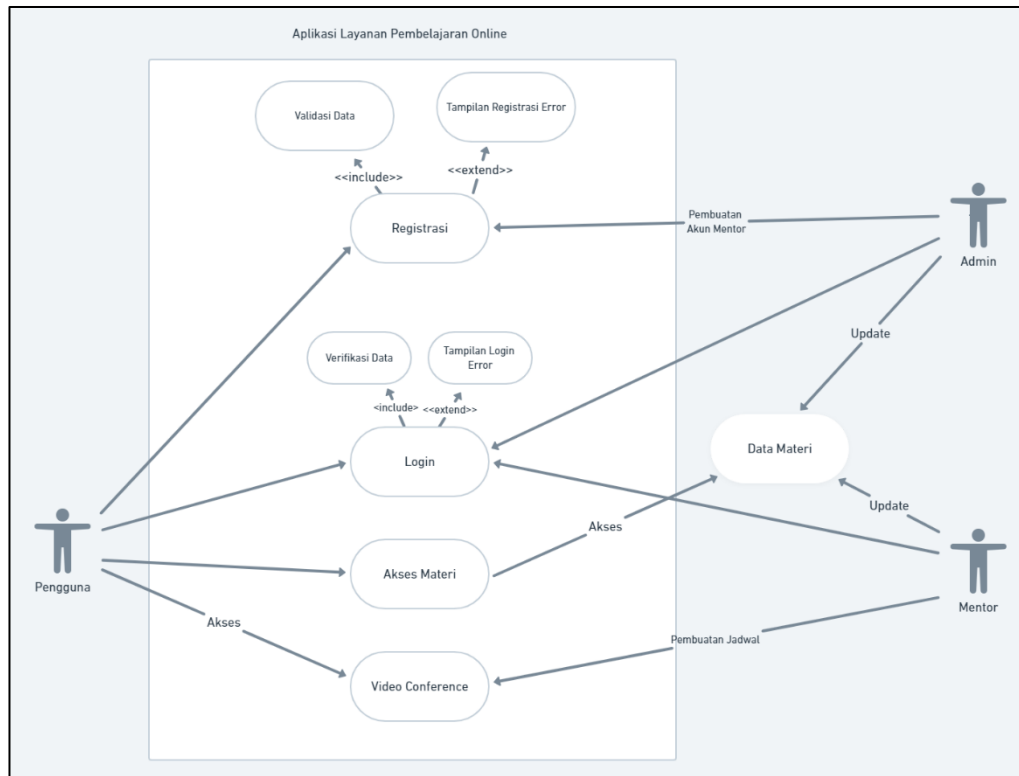 Aplikasi Layanan Pembelajaran Online
Validasi Data
Tampilan Registrasi Error
<<include>>
<<extend>>
Registrasi
Pembuatan
Akun Mentor
Admin
Update
Verifikasi Data
Tampilan Login
Error
<include>
<<extend>>
Login
Data Materi
Update
Akses
Pengguna
Akses Materi
Mentor
Akses
Pembuatan Jadwal
Video Conference